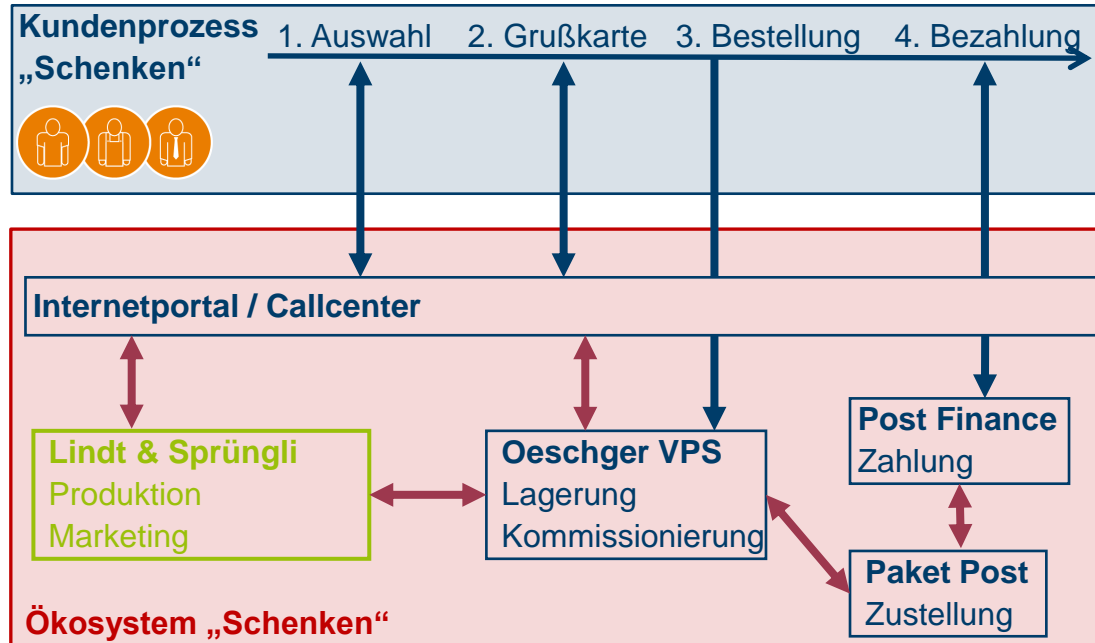 Kundenprozess
„Schenken“
1. Auswahl
2. Grußkarte
3. Bestellung
4. Bezahlung
Internetportal / Callcenter
Lindt & Sprüngli
Produktion
Marketing
Oeschger VPS
Lagerung
Kommissionierung
Post Finance
Zahlung
Paket Post
Zustellung
Ökosystem „Schenken“